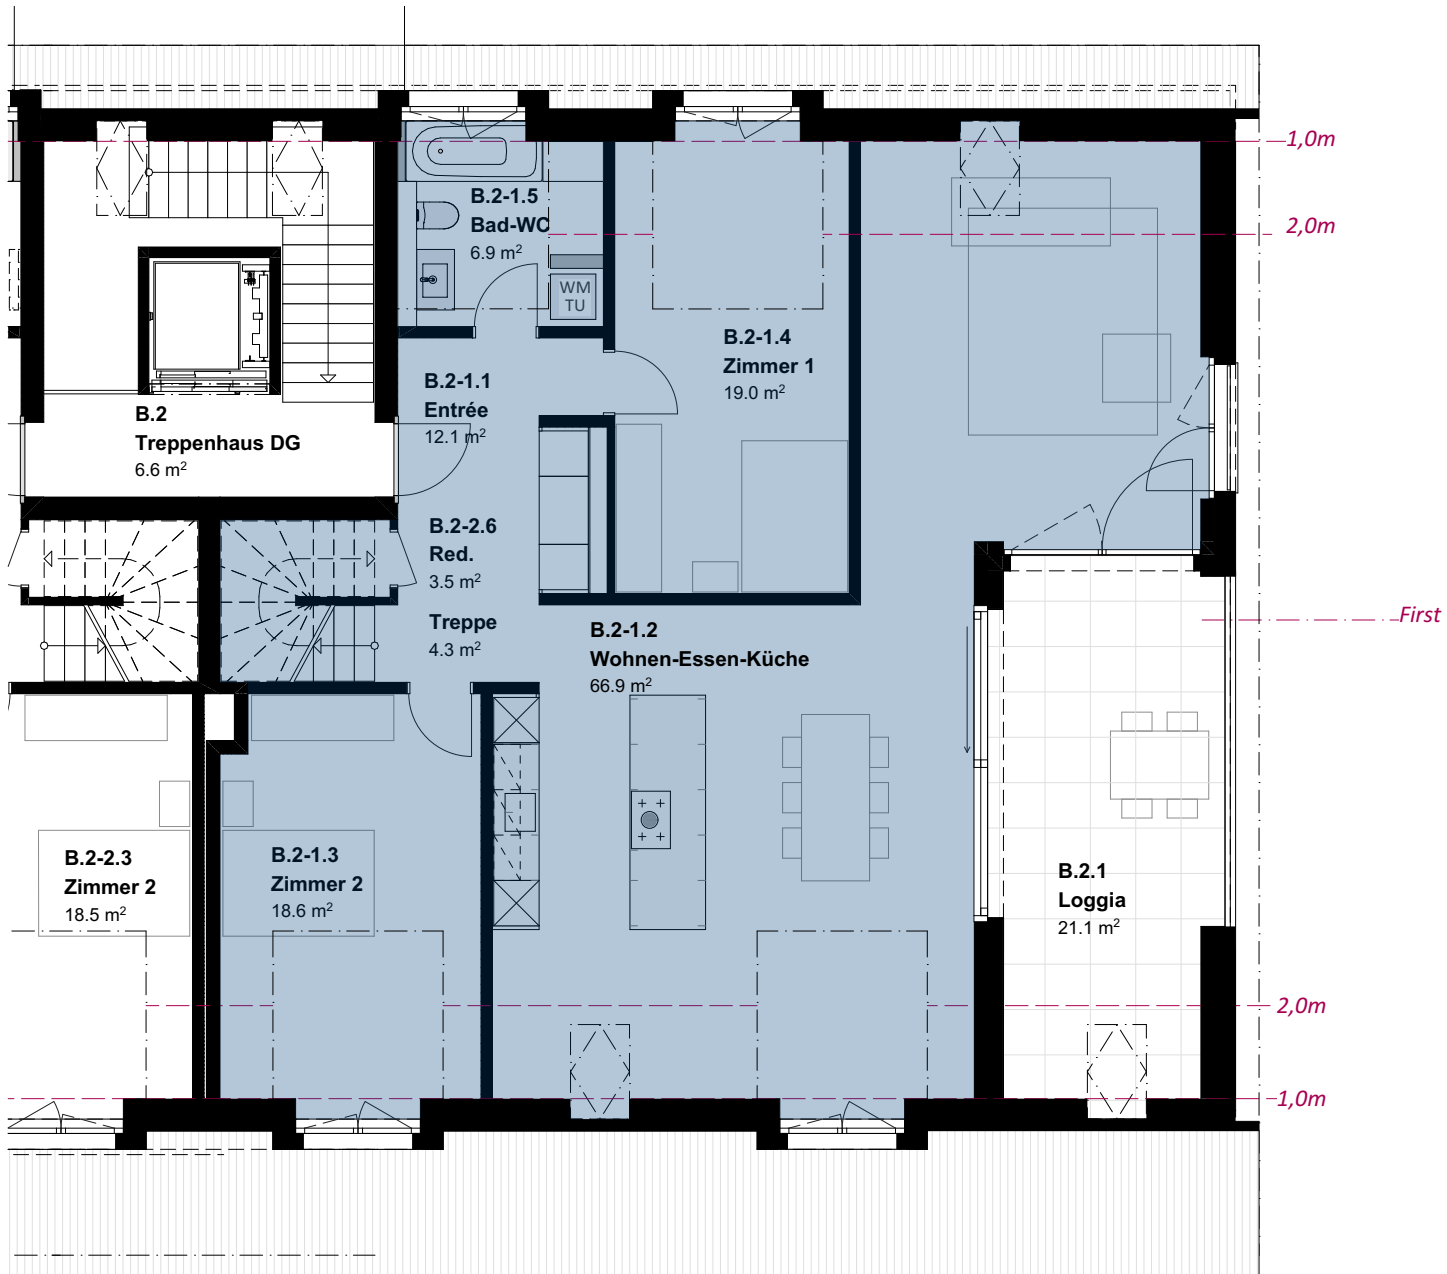 1,0m
B.2-1.5
Bad-WC
6.9 m²
2,0m
WM
TU
B.2-1.4
Zimmer 1
19.0 m²
B.2-1.1
Entrée
12.1 m²
B.2
Treppenhaus DG
6.6 m²
B.2-2.6
Red.
3.5 m²
Treppe
4.3 m²
First
B.2-1.2
Wohnen-Essen-Küche
66.9 m²
B.2-2.3
Zimmer 2
18.5 m²
B.2-1.3
Zimmer 2
18.6 m²
B.2.1
Loggia
21.1 m²
2,0m
1,0m